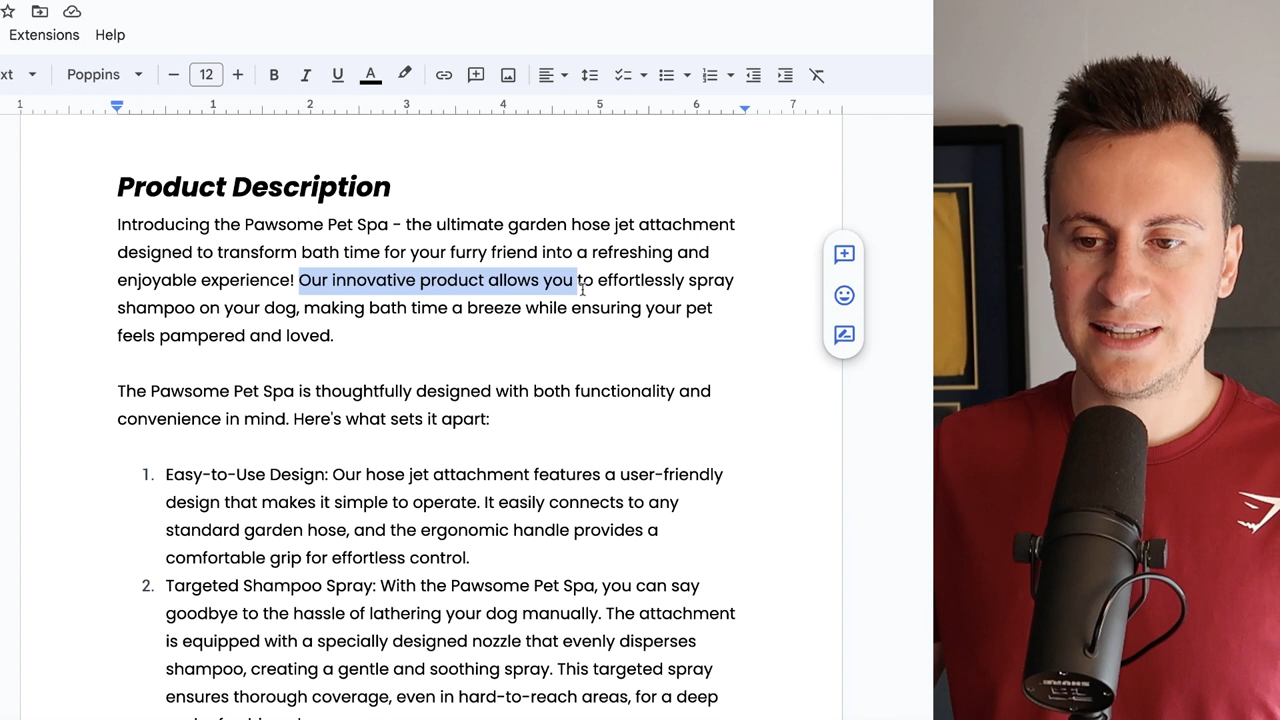 Extensions Help
xt Poppins 12
1 1 2 3 4 5 6 7
Product Description
Introducing the Pawsome Pet Spa - the ultimate garden hose jet attachment
designed to transform bath time for your furry friend into a refreshing and
enjoyable experience! Our innovative product allows you to effortlessly spray
shampoo on your dog, making bath time a breeze while ensuring your pet
feels pampered and loved.
The Pawsome Pet Spa is thoughtfully designed with both functionality and
convenience in mind. Here's what sets it apart:
1. Easy-to-Use Design: Our hose jet attachment features a user-friendly
design that makes it simple to operate. It easily connects to any
standard garden hose, and the ergonomic handle provides a
comfortable grip for effortless control.
2. Targeted Shampoo Spray: With the Pawsome Pet Spa, you can say
goodbye to the hassle of lathering your dog manually. The attachment
is equipped with a specially designed nozzle that evenly disperses
shampoo, creating a gentle and soothing spray. This targeted spray
ensures thorough coverage, even in hard-to-reach areas, for a deep